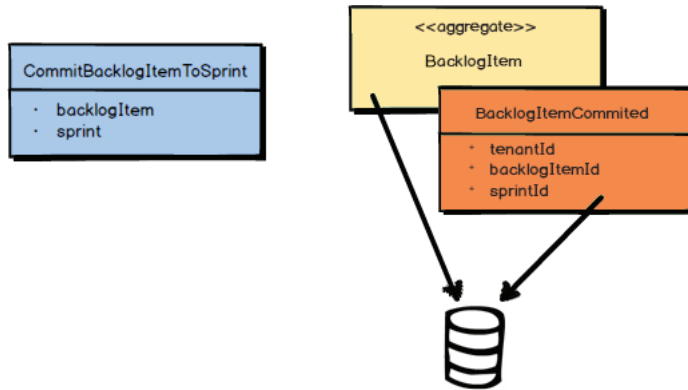 CommitBacklogItemToSprint
· backlogItem
· sprint
<<aggregate>>
BacklogItem
BacklogItemCommited
+ tenantId
+ backlogItemId
+ sprintId